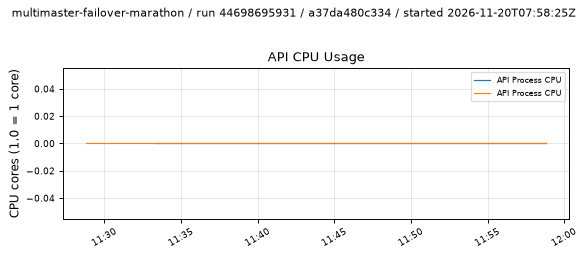 multimaster-failover-marathon / run 44698695931 / a37da480c334 / started 2026-11-20T07:58:25Z
API CPU Usage
API Process CPU
API Process CPU
CPU cores (1.0 = 1 core)
0.04
0.02
0.00
−0.02
−0.04
11:30
11:35
11:40
11:45
11:50
11:55
12:00